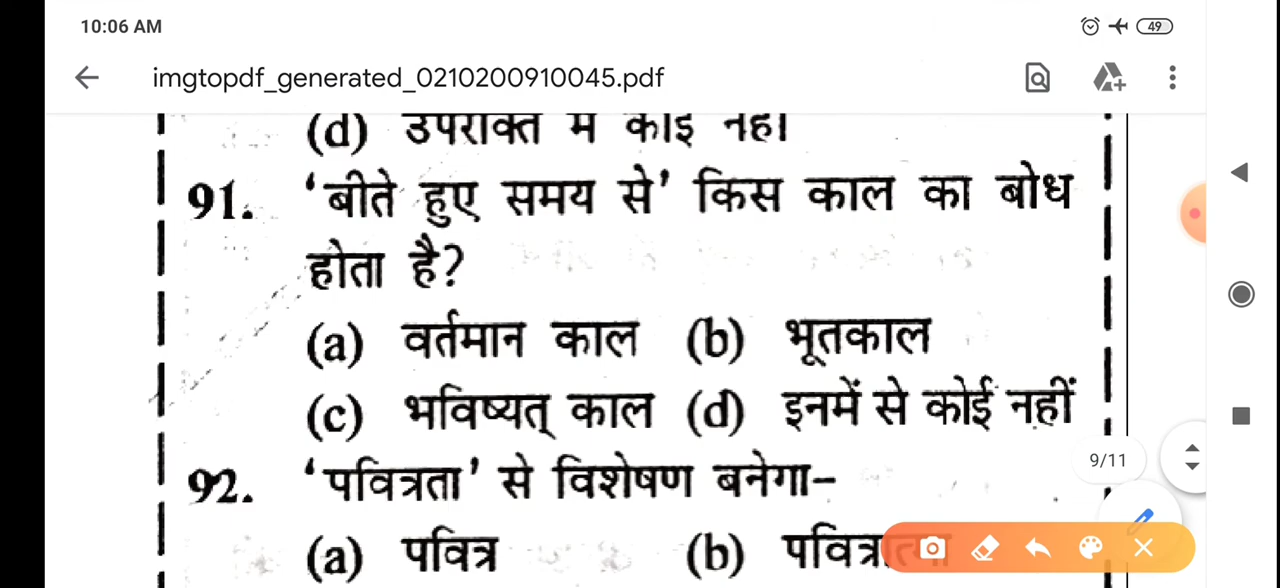 10:06 AM
49
imgtopdf_generated_0210200910045.pdf
(d) उपरोक्त में कोई नहीं
91. ‘बीते हुए समय से’ किस काल का बोध
होता है?
(a) वर्तमान काल (b) भूतकाल
(c) भविष्यत् काल (d) इनमें से कोई नहीं
9/11
92. ‘पवित्रता’ से विशेषण बनेगा–
(a) पवित्र (b)